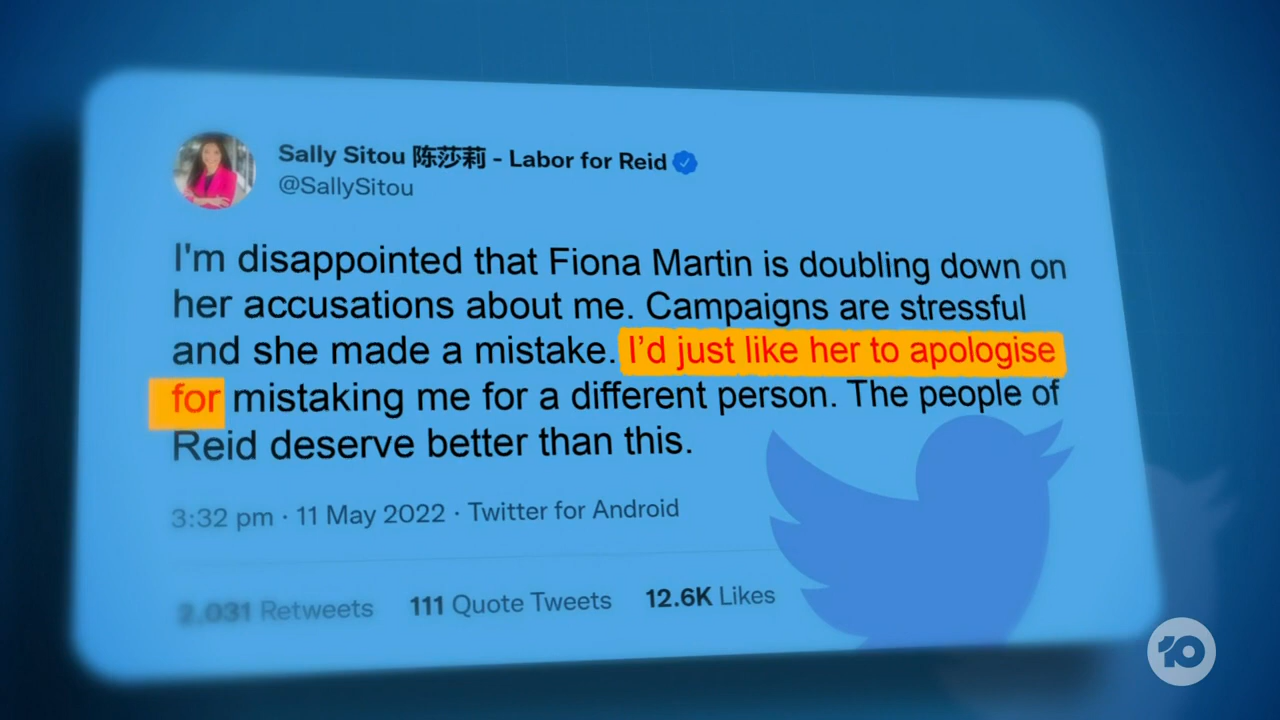 Sally Sitou 陈莎莉 - Labor for Reid
@SallySitou
I'm disappointed that Fiona Martin is doubling down on
her accusations about me. Campaigns are stressful
and she made a mistake. I’d just like her to apologise
for mistaking me for a different person. The people of
Reid deserve better than this.
3:32 pm · 11 May 2022 · Twitter for Android
2,031 Retweets 111 Quote Tweets 12.6K Likes
10